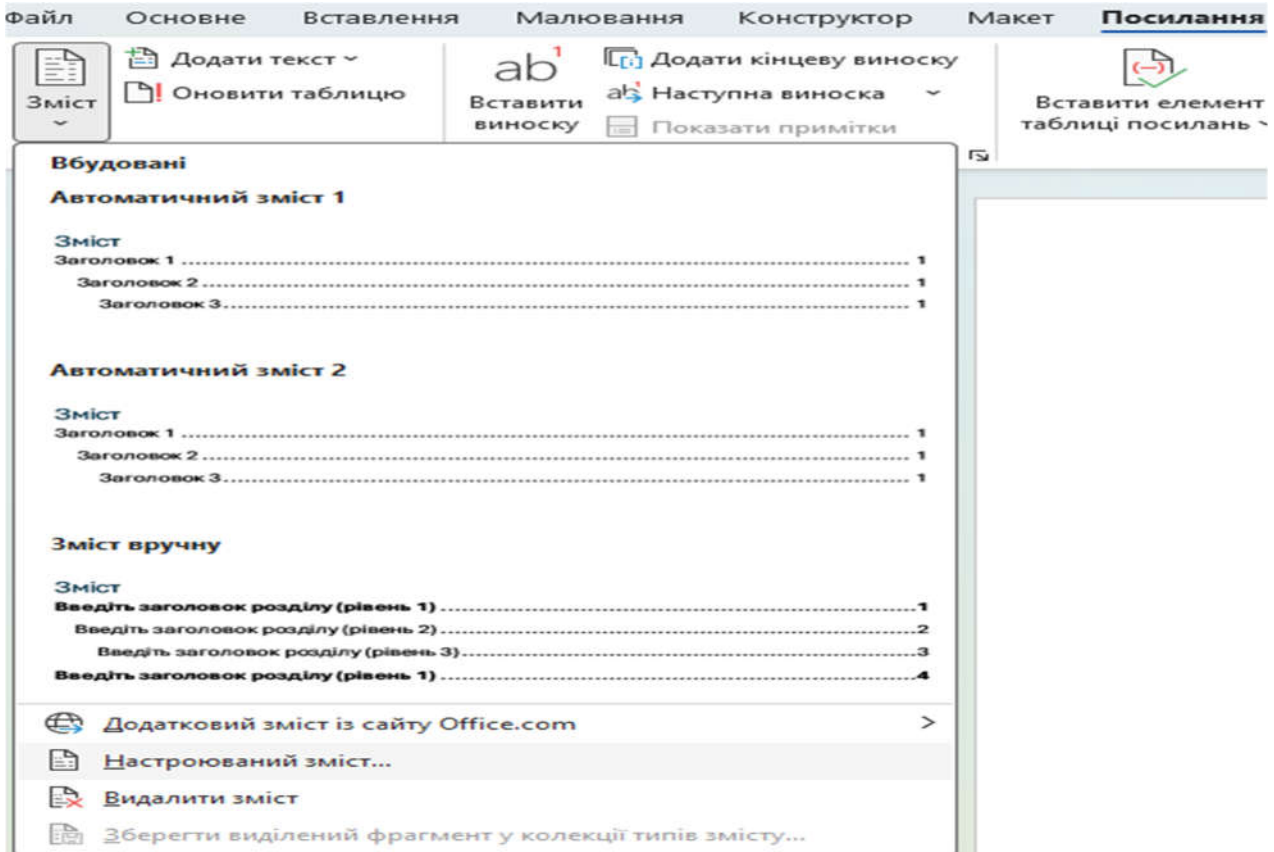 Файл Основне Вставлення Малювання Конструктор Макет Посилання
Зміст
Додати текст
Оновити таблицю
ab1
Вставити
виноску
Додати кінцеву виноску
ab1 Наступна виноска
Показати примітки
Вставити елемент
таблиці посилань
Вбудовані
Автоматичний зміст 1
Зміст
Заголовок 1 ........ 1
Заголовок 2 ........ 1
Заголовок 3 ........ 1
Автоматичний зміст 2
Зміст
Заголовок 1 ........ 1
Заголовок 2 ........ 1
Заголовок 3 ........ 1
Зміст вручну
Зміст
Введіть заголовок розділу (рівень 1) ........ 1
Введіть заголовок розділу (рівень 2) ........ 2
Введіть заголовок розділу (рівень 3) ........ 3
Введіть заголовок розділу (рівень 1) ........ 4
Додатковий зміст із сайту Office.com
Настроюваний зміст...
Видалити зміст
Зберегти виділений фрагмент у колекції типів змісту...